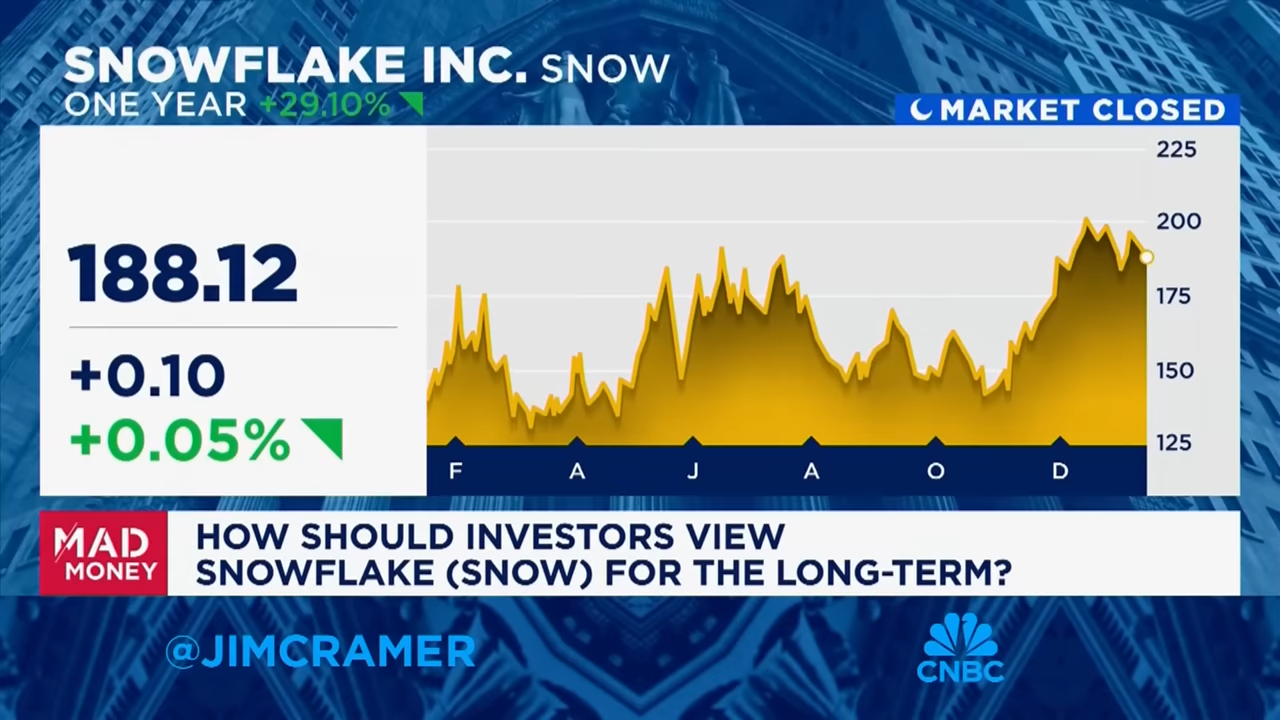 SNOWFLAKE INC. SNOW
ONE YEAR +29.10%
MARKET CLOSED
188.12
+0.10
+0.05%
225
200
175
150
125
F A J A O D
MAD
MONEY
HOW SHOULD INVESTORS VIEW
SNOWFLAKE (SNOW) FOR THE LONG-TERM?
@JIMCRAMER
CNBC